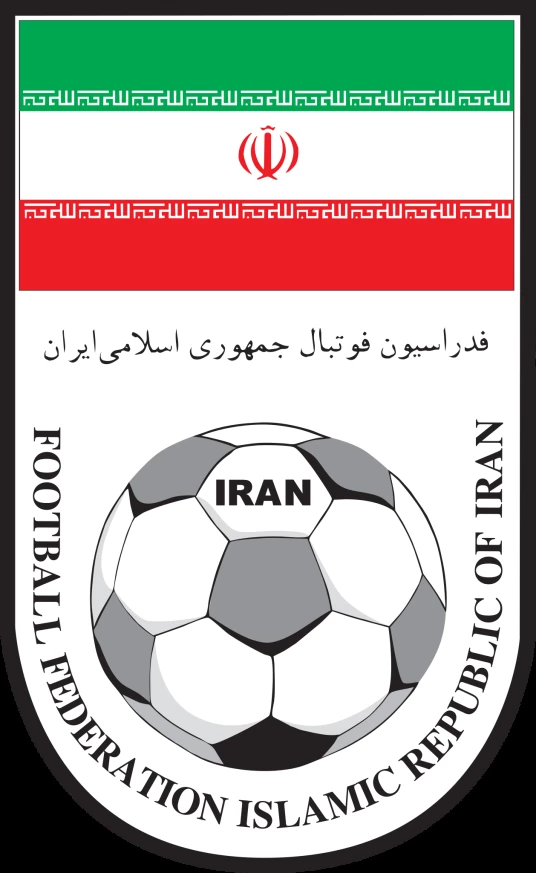 فدراسیون فوتبال جمهوری اسلامی ایران
IRAN
FOOTBALL FEDERATION ISLAMIC REPUBLIC OF IRAN